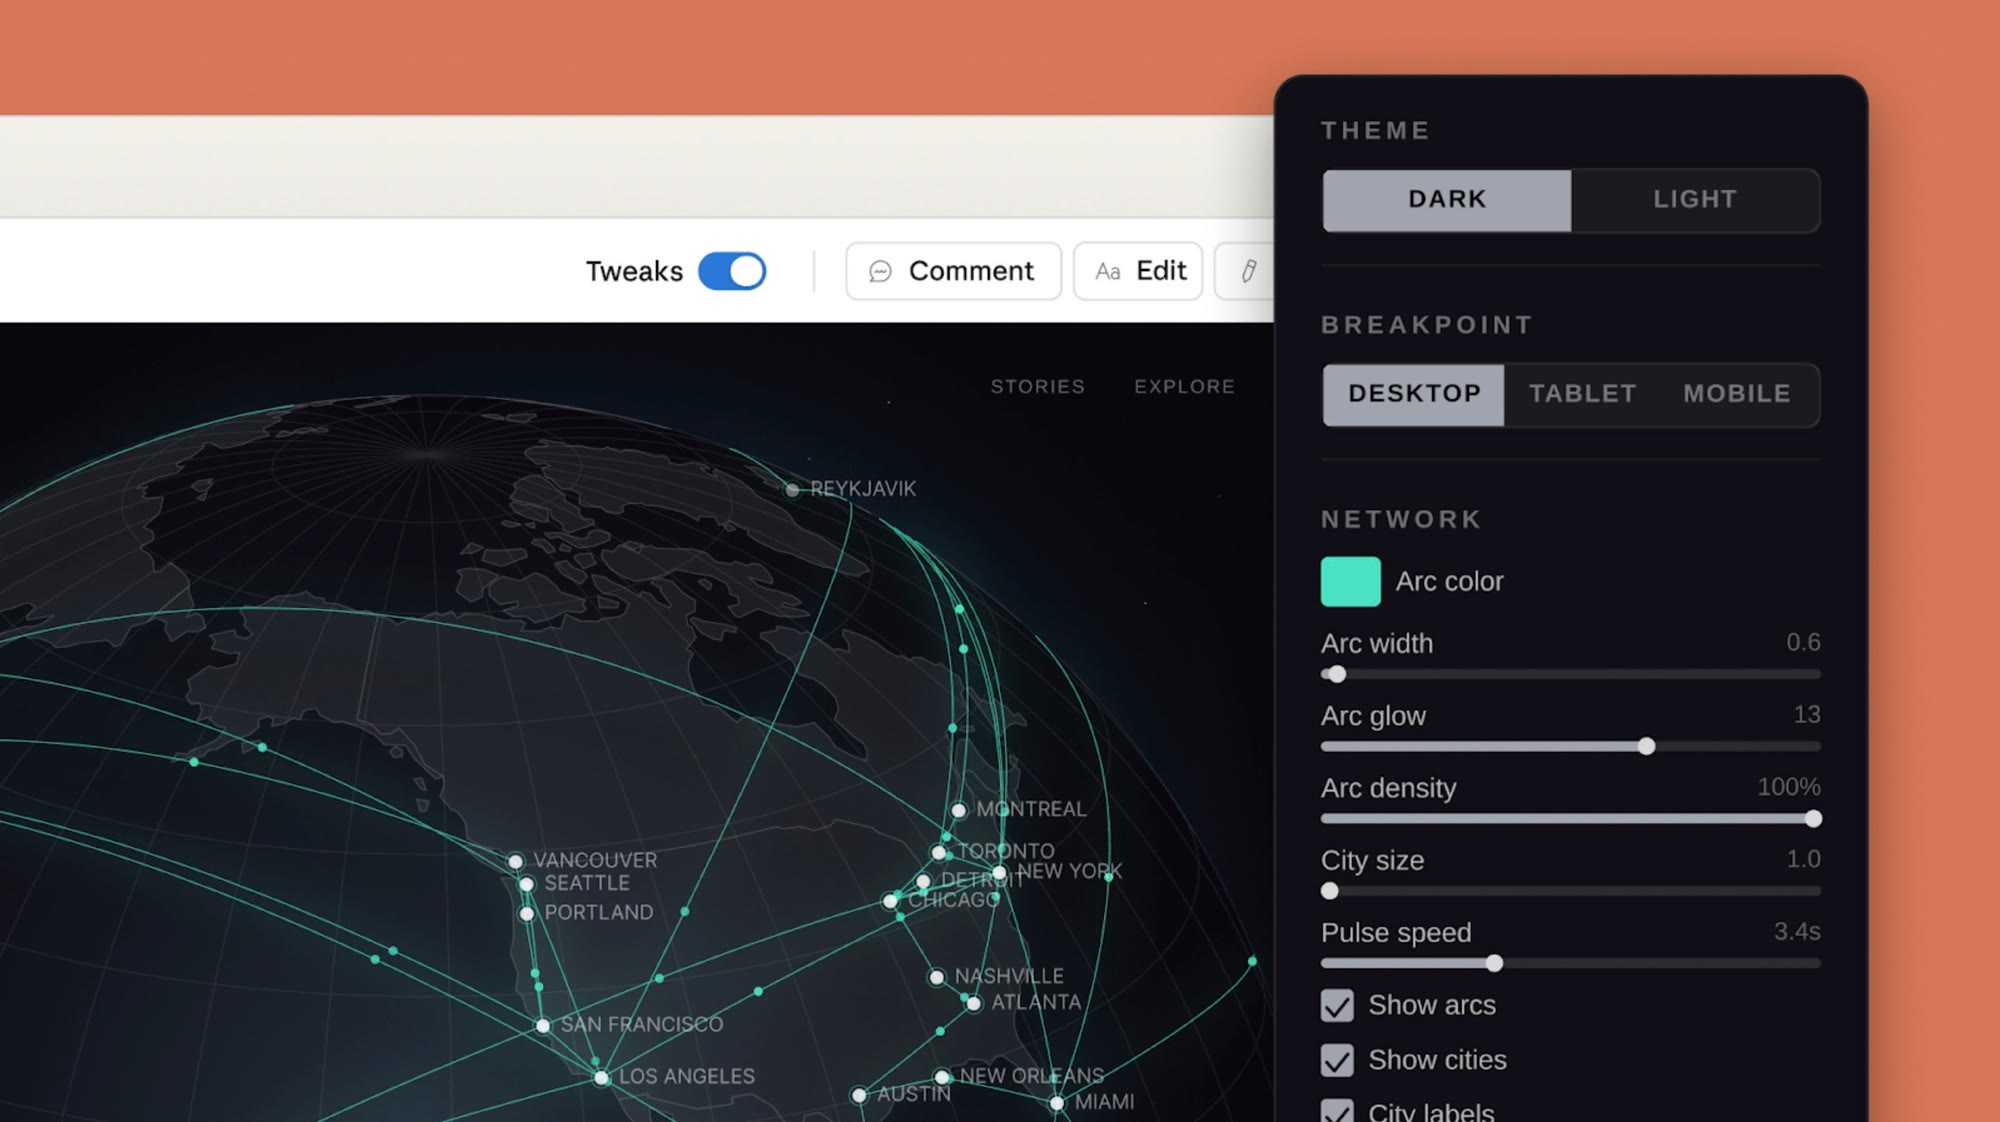 Tweaks
Comment
Aa Edit
STORIES EXPLORE
REYKJAVIK
MONTREAL
TORONTO
NEW YORK
DETROIT
CHICAGO
VANCOUVER
SEATTLE
PORTLAND
NASHVILLE
ATLANTA
SAN FRANCISCO
LOS ANGELES
NEW ORLEANS
AUSTIN
MIAMI
THEME
DARK LIGHT
BREAKPOINT
DESKTOP TABLET MOBILE
NETWORK
Arc color
Arc width 0.6
Arc glow 13
Arc density 100%
City size 1.0
Pulse speed 3.4s
Show arcs
Show cities
City labels